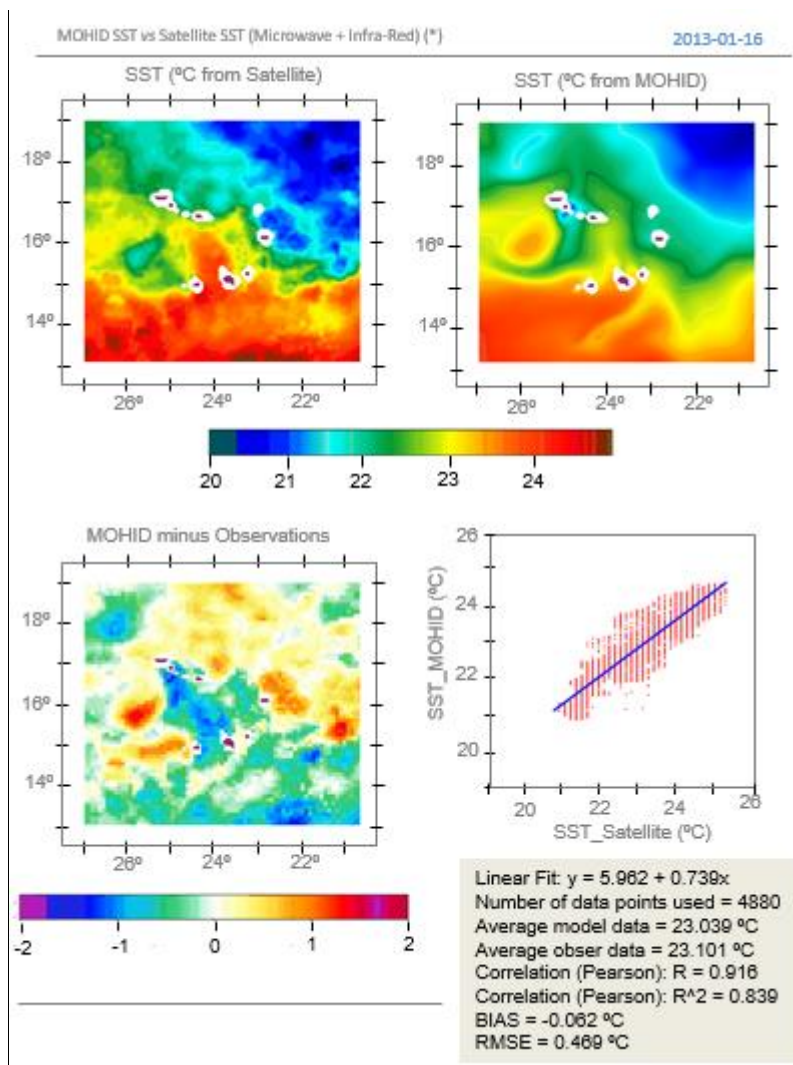 MOHID SST vs Satellite SST (Microwave + Infra-Red) (*)
2013-01-16
SST (ºC from Satellite)
SST (ºC from MOHID)
18º
16º
14º
26º 24º 22º
18º
16º
14º
26º 24º 22º
20 21 22 23 24
MOHID minus Observations
18º
16º
14º
26º 24º 22º
-2 -1 0 1 2
SST_MOHID (ºC)
26
24
22
20
20 22 24 26
SST_Satellite (ºC)
Linear Fit: y = 5.962 + 0.739x
Number of data points used = 4880
Average model data = 23.039 ºC
Average obser data = 23.101 ºC
Correlation (Pearson): R = 0.916
Correlation (Pearson): R^2 = 0.839
BIAS = -0.062 ºC
RMSE = 0.469 ºC